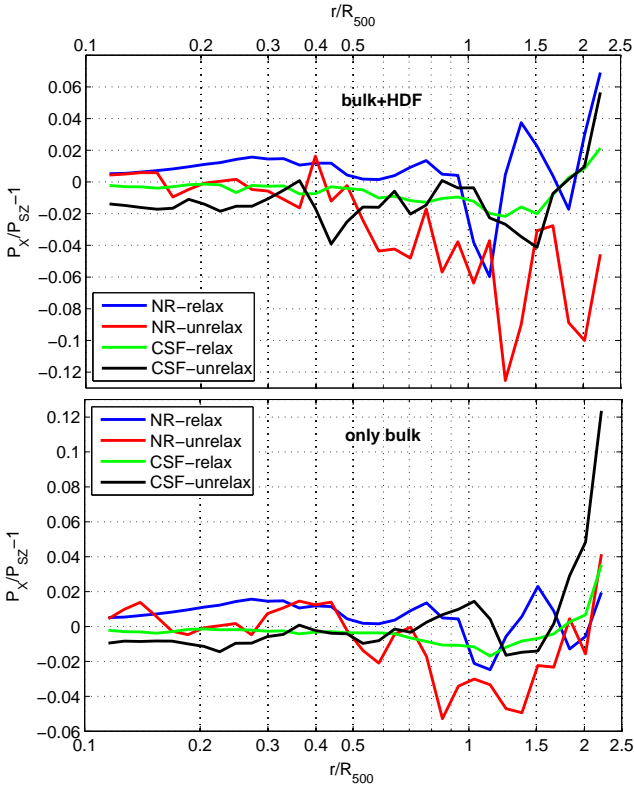 r/R500
0.1 0.2 0.3 0.4 0.5 1 1.5 2 2.5
bulk+HDF
0.06
0.04
0.02
0
−0.02
−0.04
−0.06
−0.08
−0.1
−0.12
PX/PSZ−1
NR−relax
NR−unrelax
CSF−relax
CSF−unrelax
only bulk
0.12
0.1
0.08
0.06
0.04
0.02
0
−0.02
−0.04
−0.06
PX/PSZ−1
NR−relax
NR−unrelax
CSF−relax
CSF−unrelax
0.1 0.2 0.3 0.4 0.5 1 1.5 2 2.5
r/R500